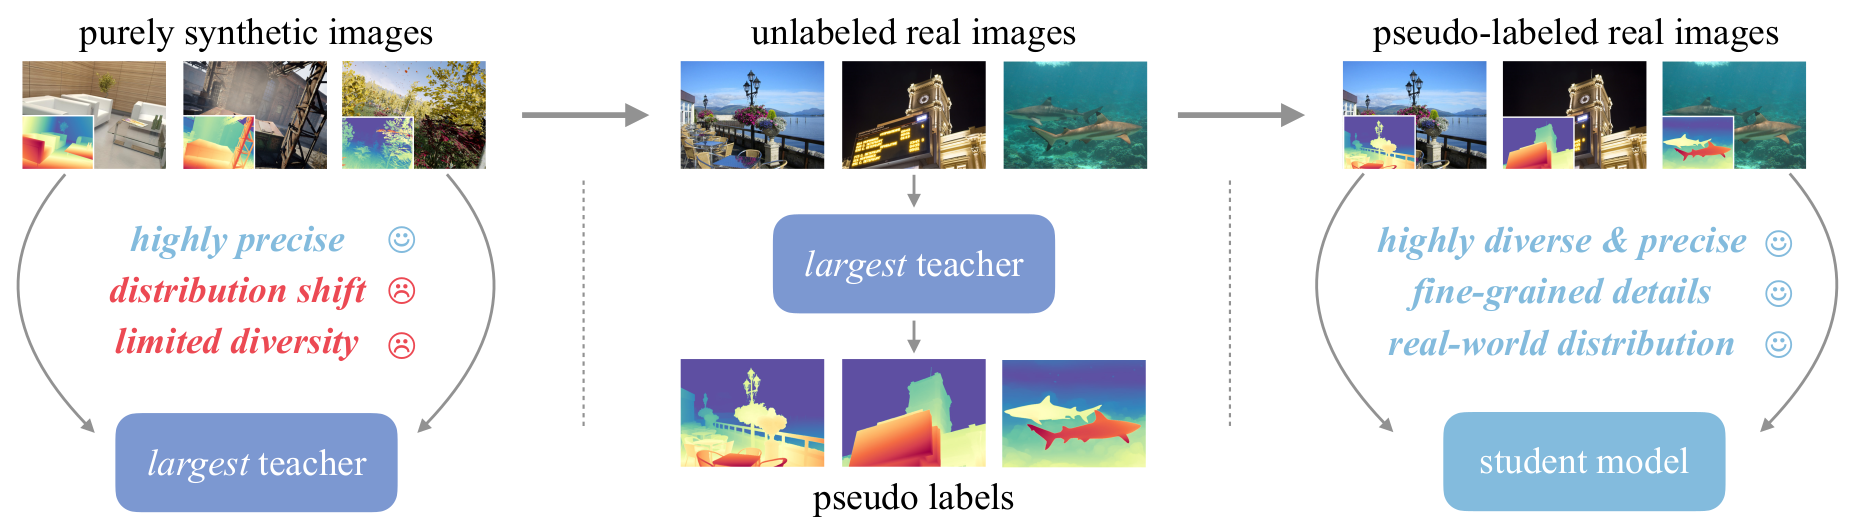 purely synthetic images
highly precise
distribution shift
limited diversity
largest teacher
unlabeled real images
largest teacher
pseudo labels
pseudo-labeled real images
highly diverse & precise
fine-grained details
real-world distribution
student model